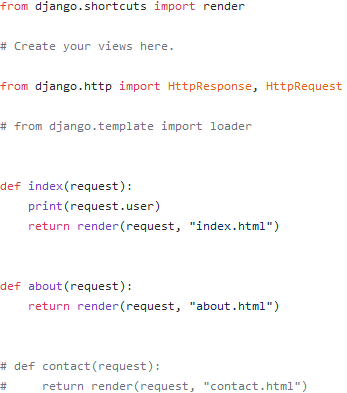 from django.shortcuts import render
# Create your views here.
from django.http import HttpResponse, HttpRequest
# from django.template import loader
def index(request):
    print(request.user)
    return render(request, "index.html")
def about(request):
    return render(request, "about.html")
# def contact(request):
#     return render(request, "contact.html")